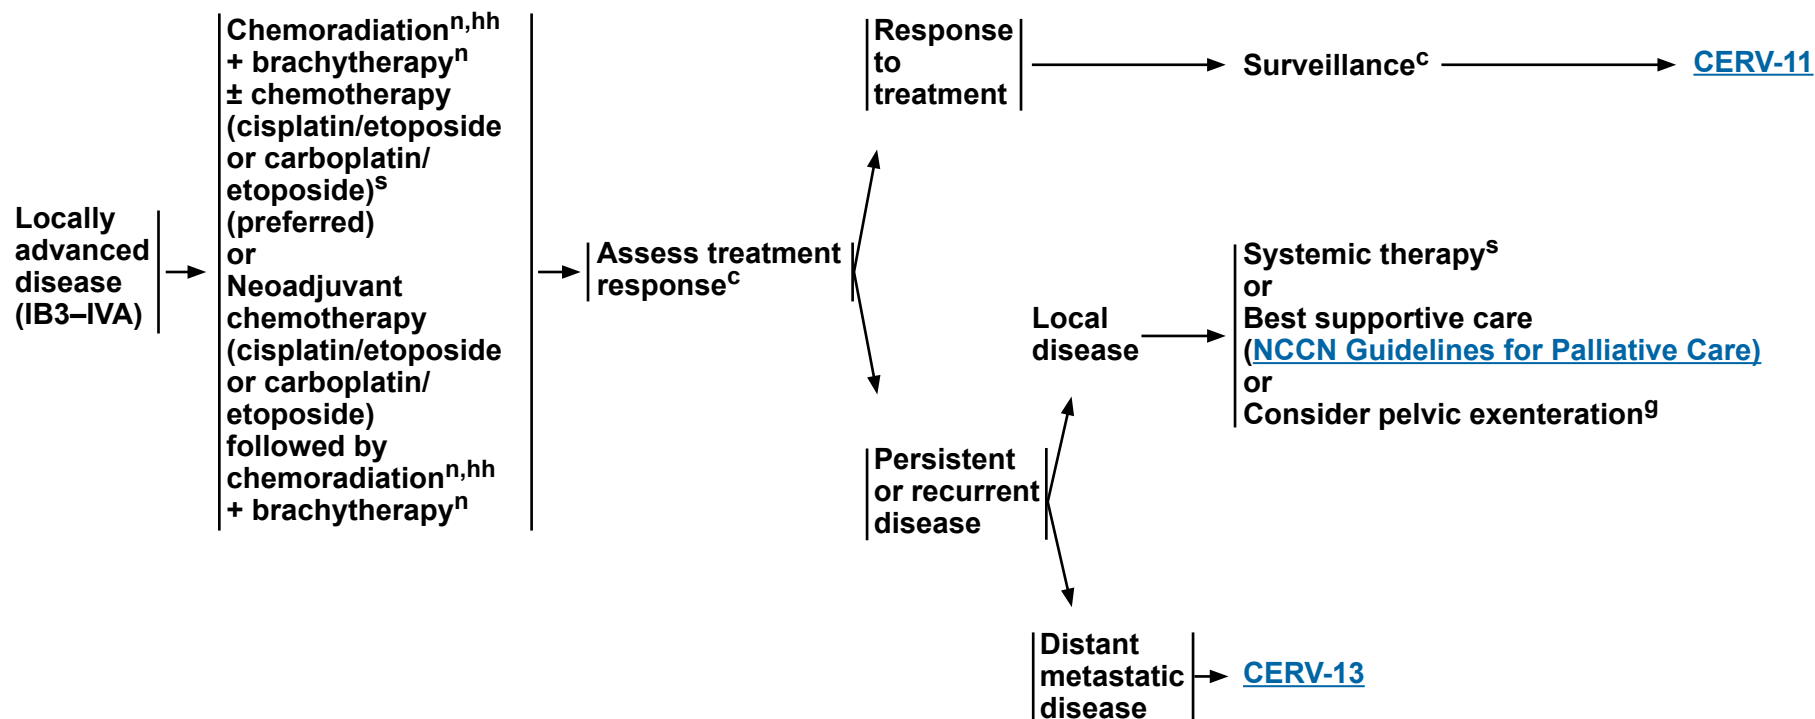 Locally
advanced
disease
(IB3–IVA)
Chemoradiationn,hh
+ brachytherapyn
± chemotherapy
(cisplatin/etoposide
or carboplatin/
etoposide)s
(preferred)
or
Neoadjuvant
chemotherapy
(cisplatin/etoposide
or carboplatin/
etoposide)
followed by
chemoradiationn,hh
+ brachytherapyn
Assess treatment
responsec
Response
to
treatment
Surveillancec
CERV-11
Persistent
or recurrent
disease
Local
disease
Systemic therapys
or
Best supportive care
(NCCN Guidelines for Palliative Care)
or
Consider pelvic exenterationg
Distant
metastatic
disease
CERV-13